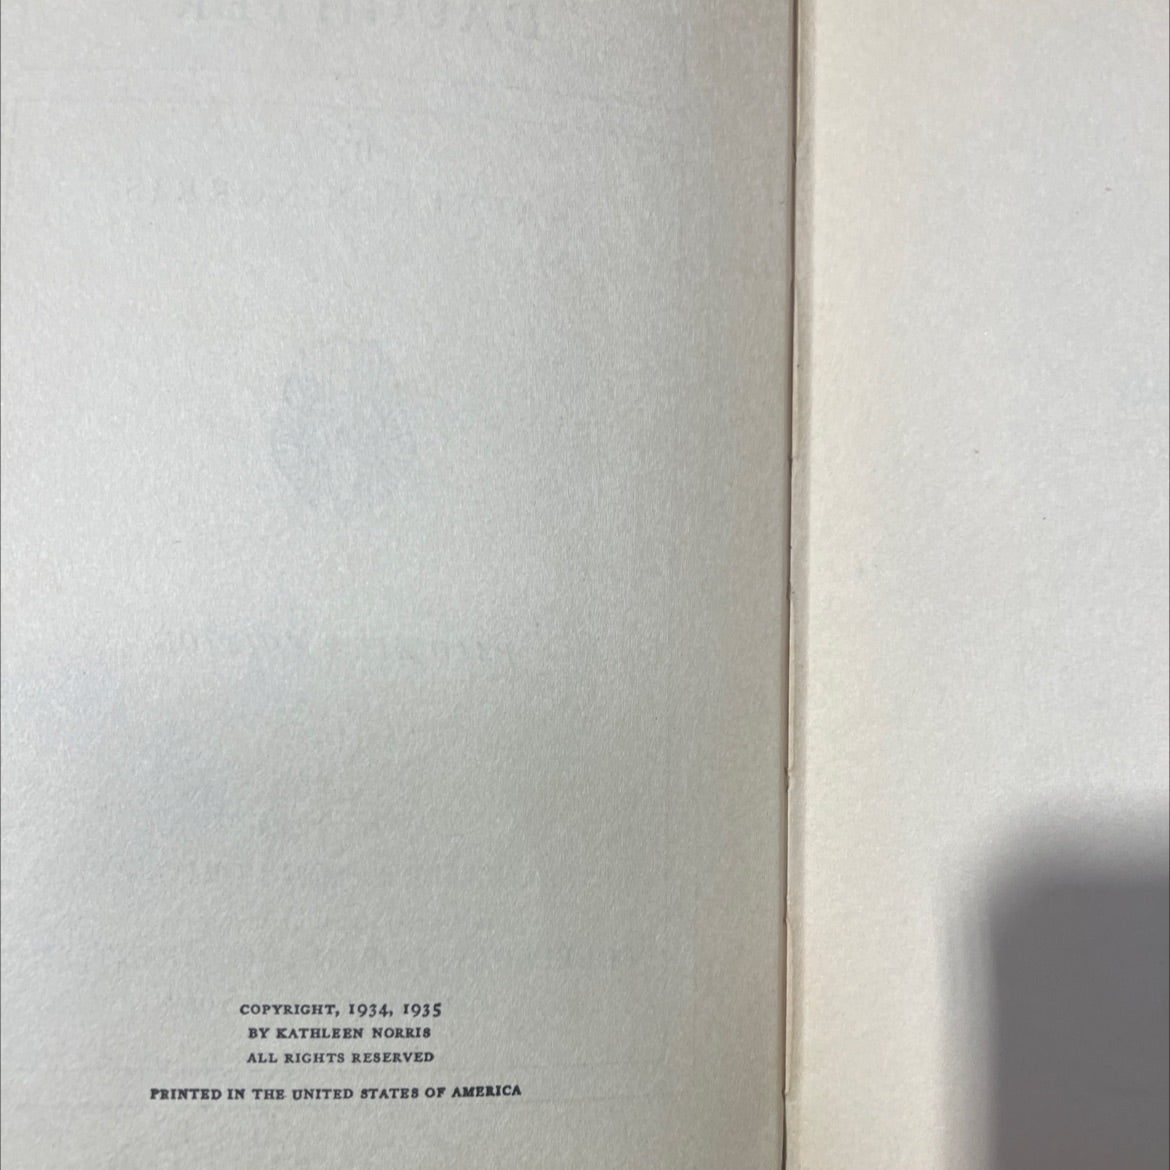 COPYRIGHT, 1934, 1935
BY KATHLEEN NORRIS
ALL RIGHTS RESERVED
PRINTED IN THE UNITED STATES OF AMERICA